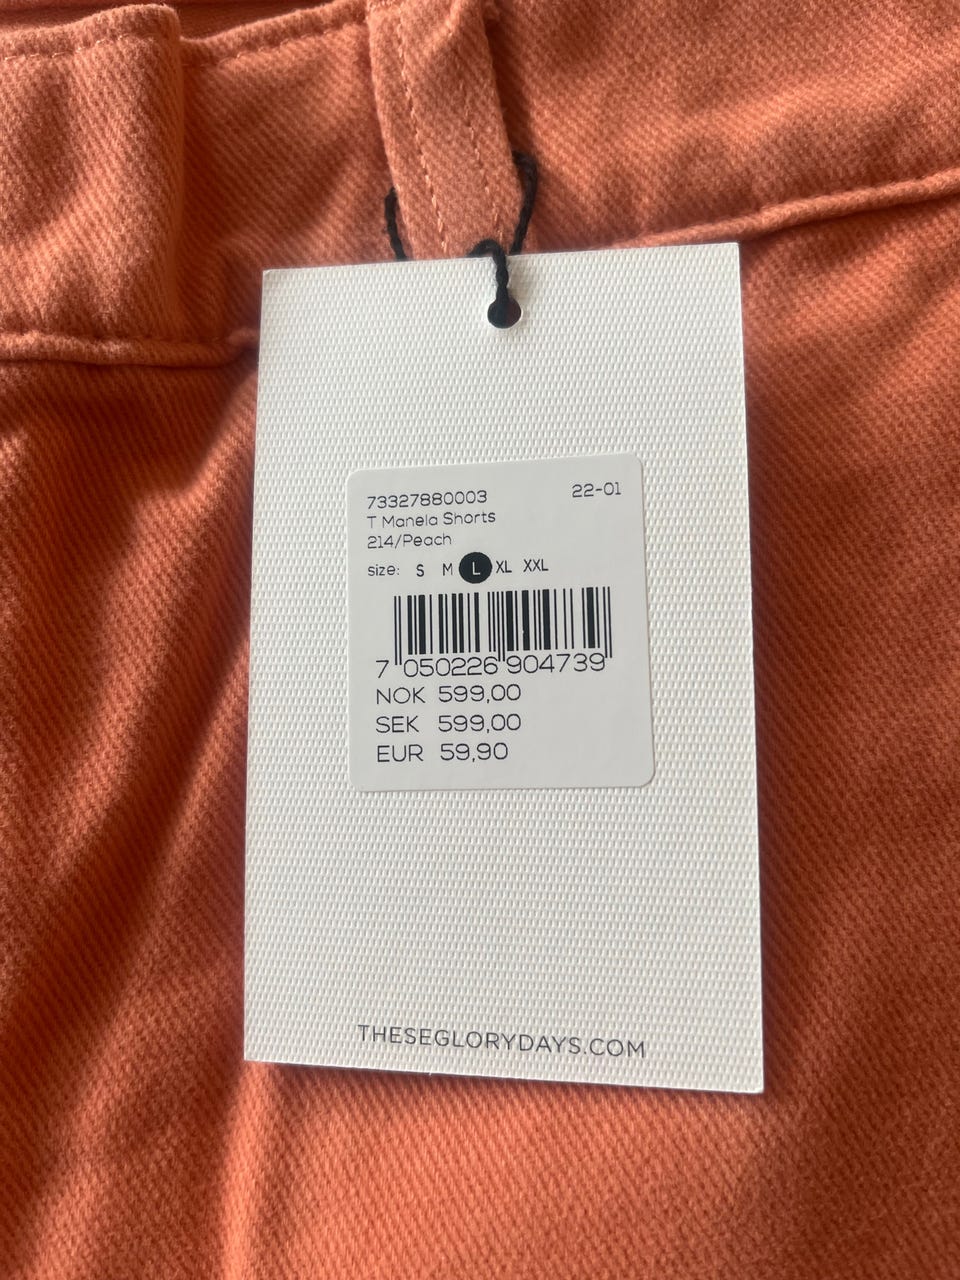 73327880003 22-01
T Manela Shorts
214/Peach
size: S M L XL XXL
7 050226 904739
NOK 599,00
SEK 599,00
EUR 59,90
THESEGLORYDAYS.COM